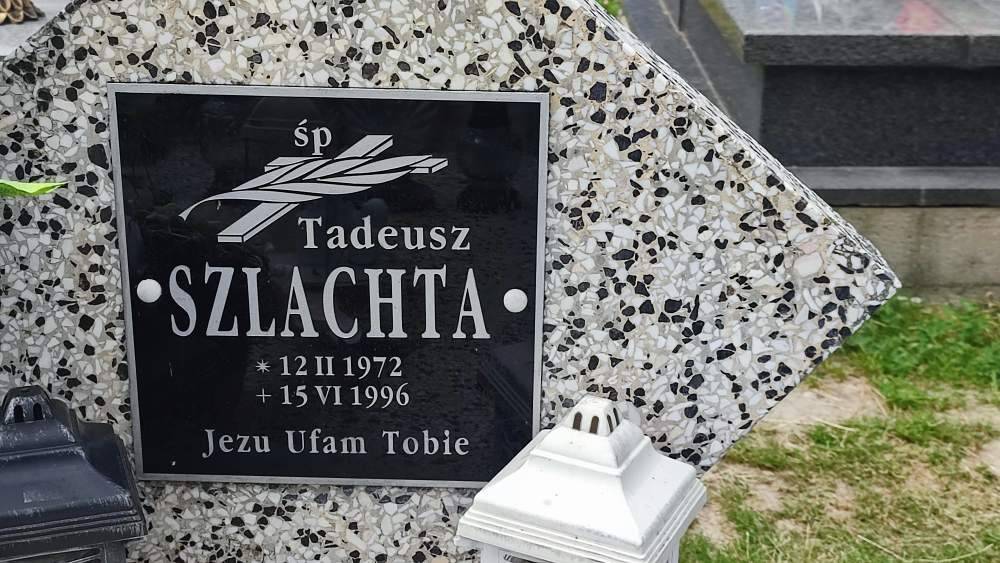 śp
Tadeusz
SZLACHTA
* 12 II 1972
+ 15 VI 1996
Jezu Ufam Tobie